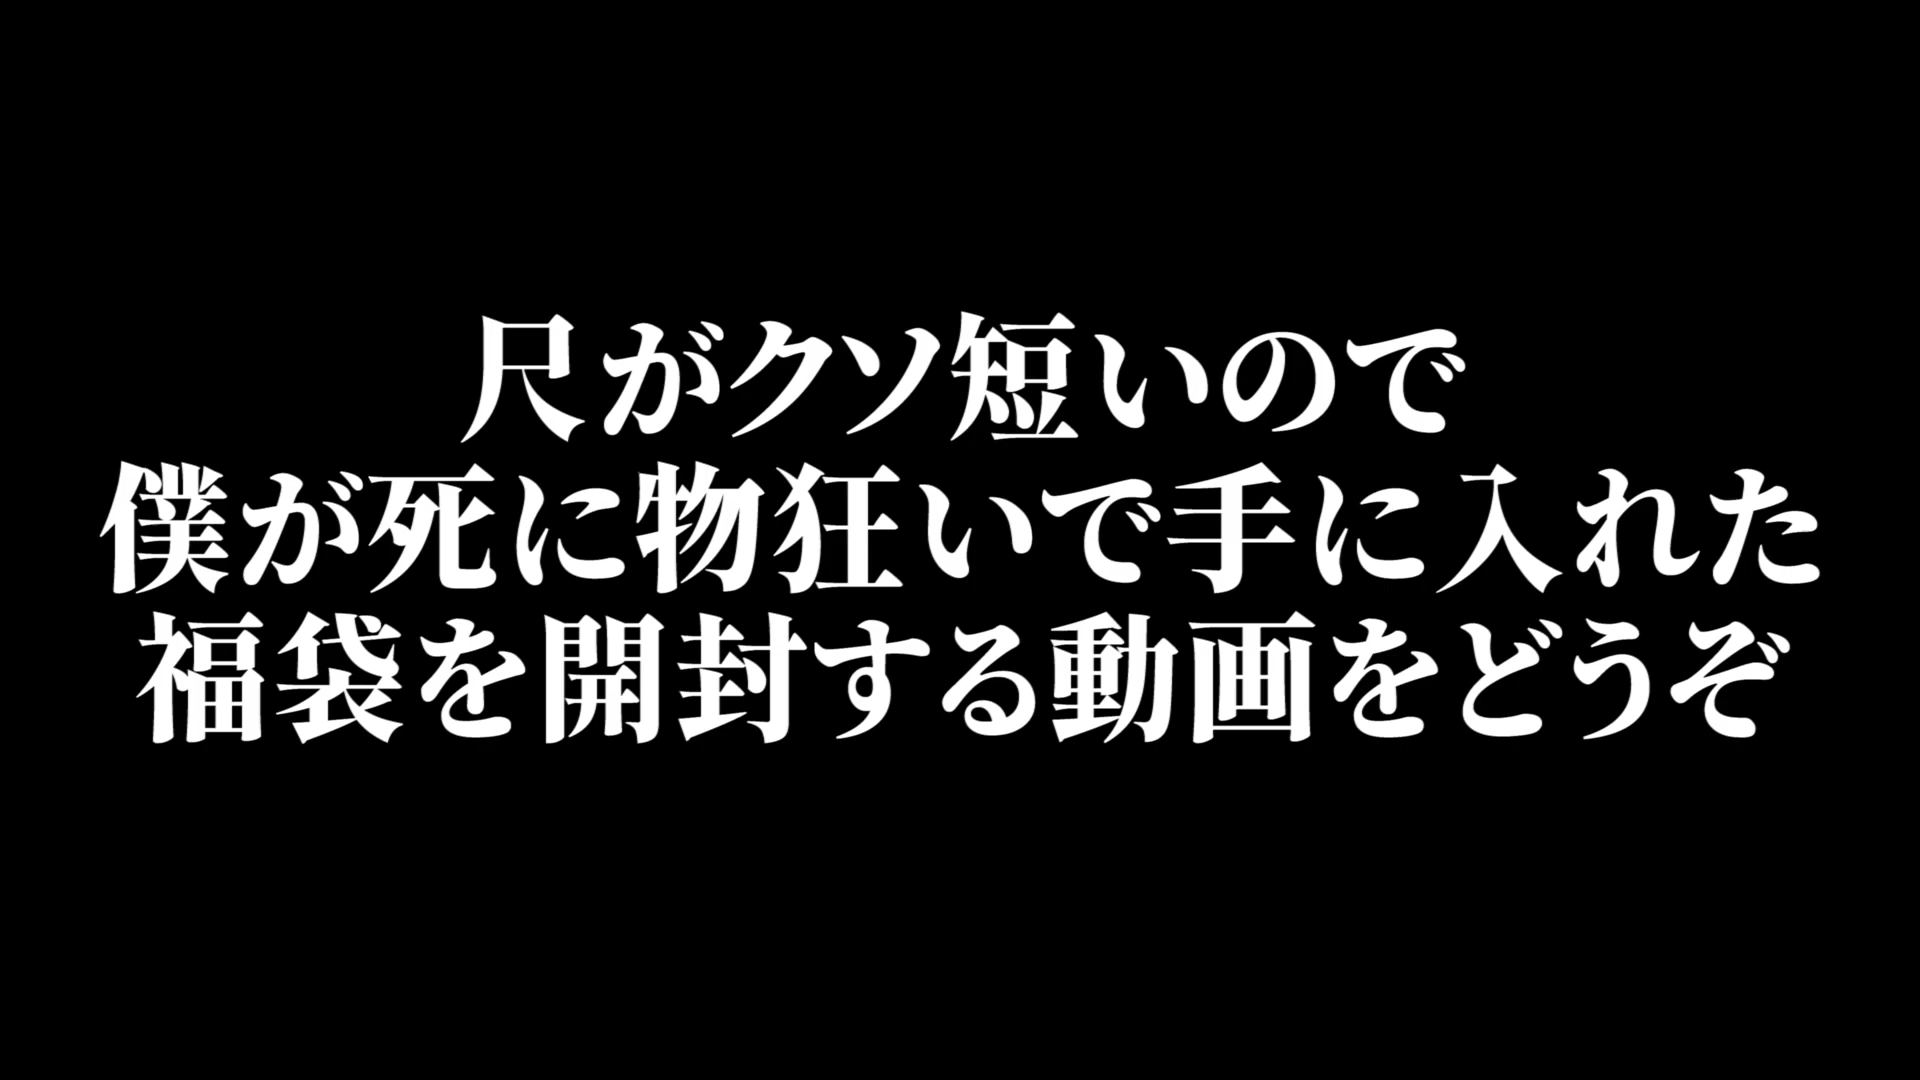 尺がクソ短いので
僕が死に物狂いで手に入れた
福袋を開封する動画をどうぞ